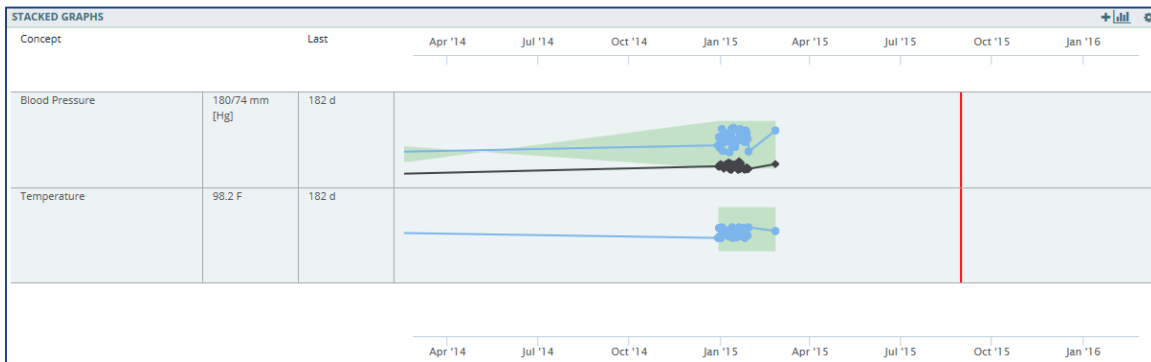 STACKED GRAPHS
Concept Last Apr '14 Jul '14 Oct '14 Jan '15 Apr '15 Jul '15 Oct '15 Jan '16
Blood Pressure 180/74 mm 182 d
[Hg]
Temperature 98.2 F 182 d
Apr '14 Jul '14 Oct '14 Jan '15 Apr '15 Jul '15 Oct '15 Jan '16